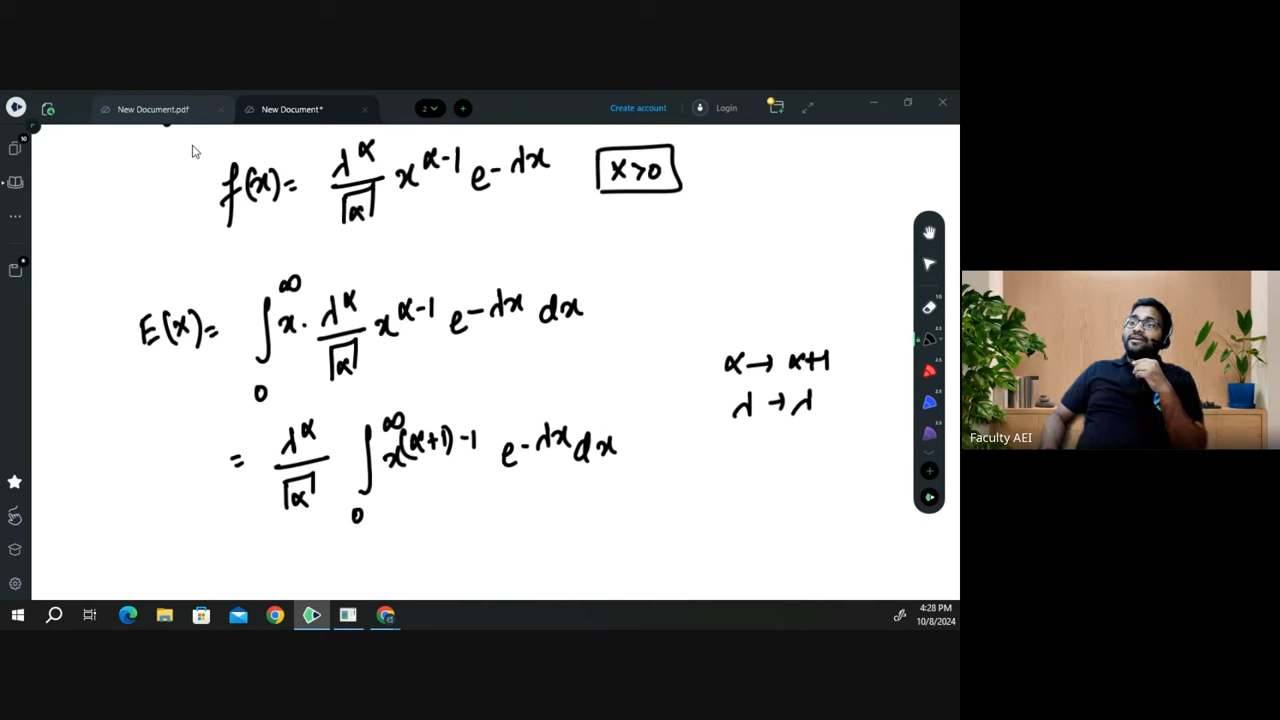 New Document.pdf
New Document*
2
Create account
Login
f(x) = λ^α / Γα x^(α-1) e^(-λx) x>0
E(x) = ∫₀^∞ x · λ^α / Γα x^(α-1) e^(-λx) dx
α → α+1
λ → λ
= λ^α / Γα ∫₀^∞ x^((α+1)-1) e^(-λx) dx
Faculty AEI
4:28 PM
10/8/2024